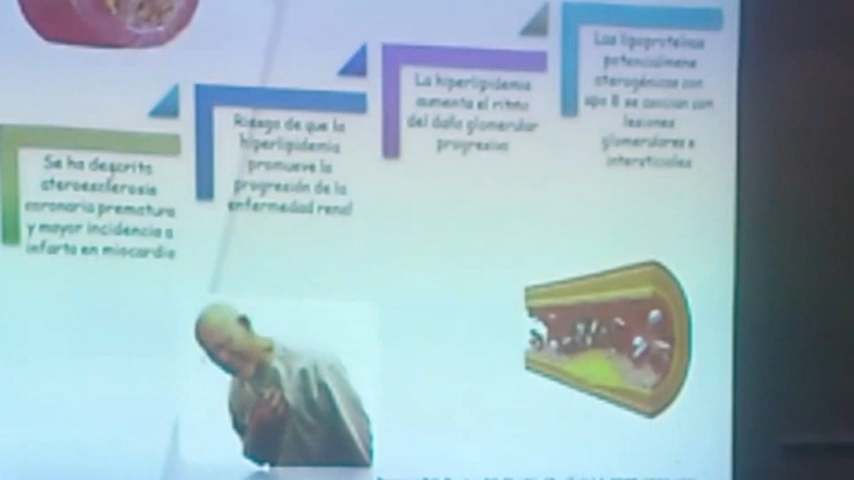 Se ha descrito
ateroesclerosis
coronaria prematura
y mayor incidencia a
infarto en miocardio
Riesgo de que la
hiperlipidemia
promueve la
progresión de la
enfermedad renal
La hiperlipidemia
aumenta el ritmo
del daño glomerular
progresivo
Las lipoproteínas
potencialmene
aterogénicas con
apo B se asocian con
lesiones
glomerulares e
intersticiales